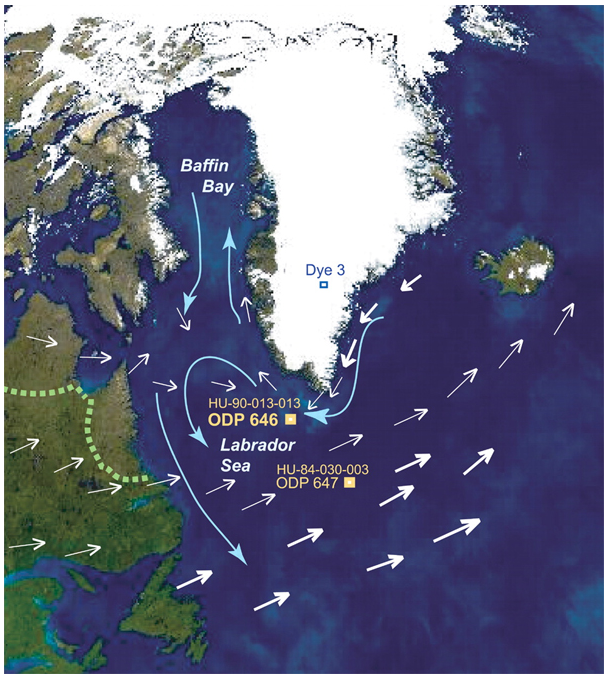 Baffin
Bay
Dye 3
HU-90-013-013
ODP 646
Labrador
Sea
HU-84-030-003
ODP 647